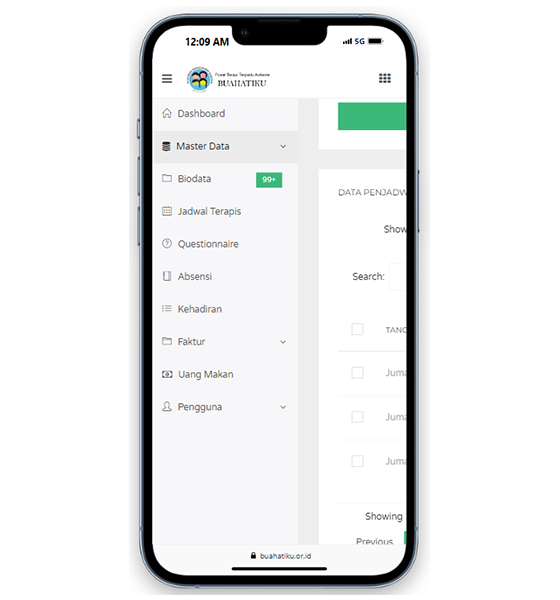 12:09 AM
5G
Pusat Terapi Terpadu Autisme
BUAHATIKU
Dashboard
Master Data
Biodata
99+
Jadwal Terapis
Questionnaire
Absensi
Kehadiran
Faktur
Uang Makan
Pengguna
DATA PENJADW
Show
Search:
TANG
Juma
Juma
Juma
Showing
Previous
buahatiku.or.id